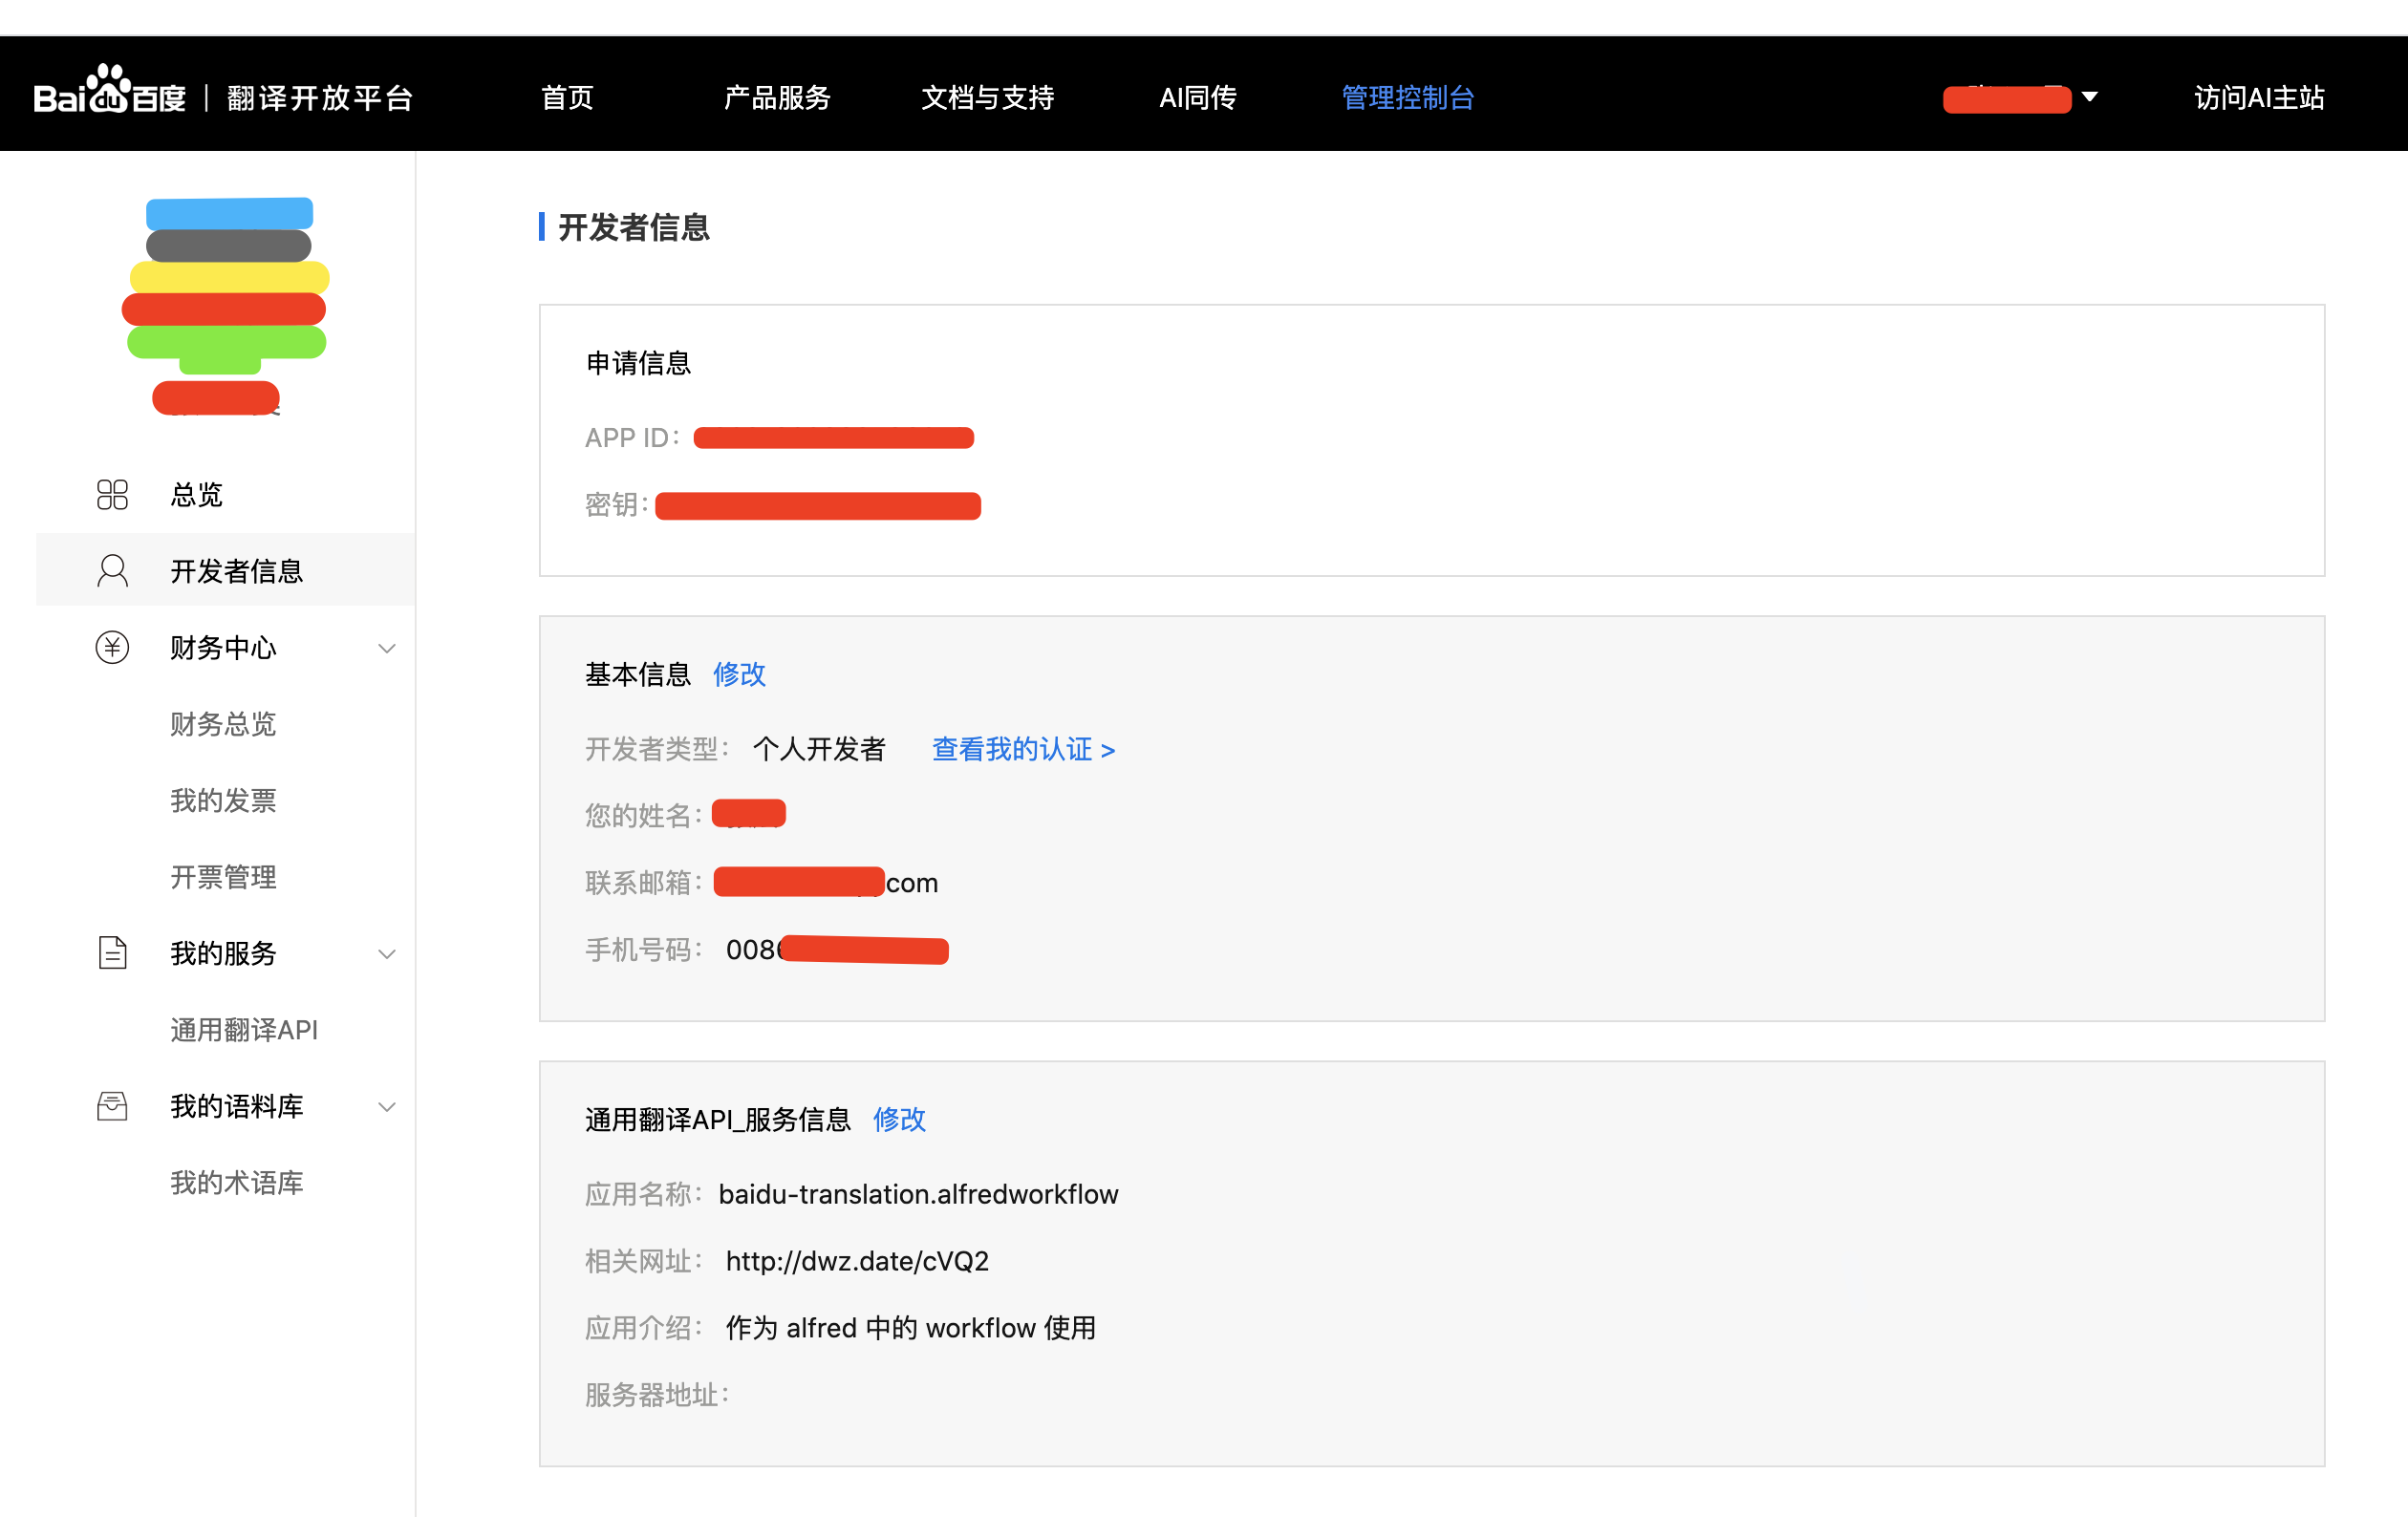 Bai du 百度 | 翻译开放平台 首页 产品服务 文档与支持 AI同传 管理控制台 访问AI主站
总览
开发者信息
财务中心
财务总览
我的发票
开票管理
我的服务
通用翻译API
我的语料库
我的术语库
开发者信息
申请信息
APP ID：
密钥：
基本信息 修改
开发者类型： 个人开发者 查看我的认证 >
您的姓名：
联系邮箱： com
手机号码： 0086
通用翻译API_服务信息 修改
应用名称： baidu-translation.alfredworkflow
相关网址： http://dwz.date/cVQ2
应用介绍： 作为 alfred 中的 workflow 使用
服务器地址：